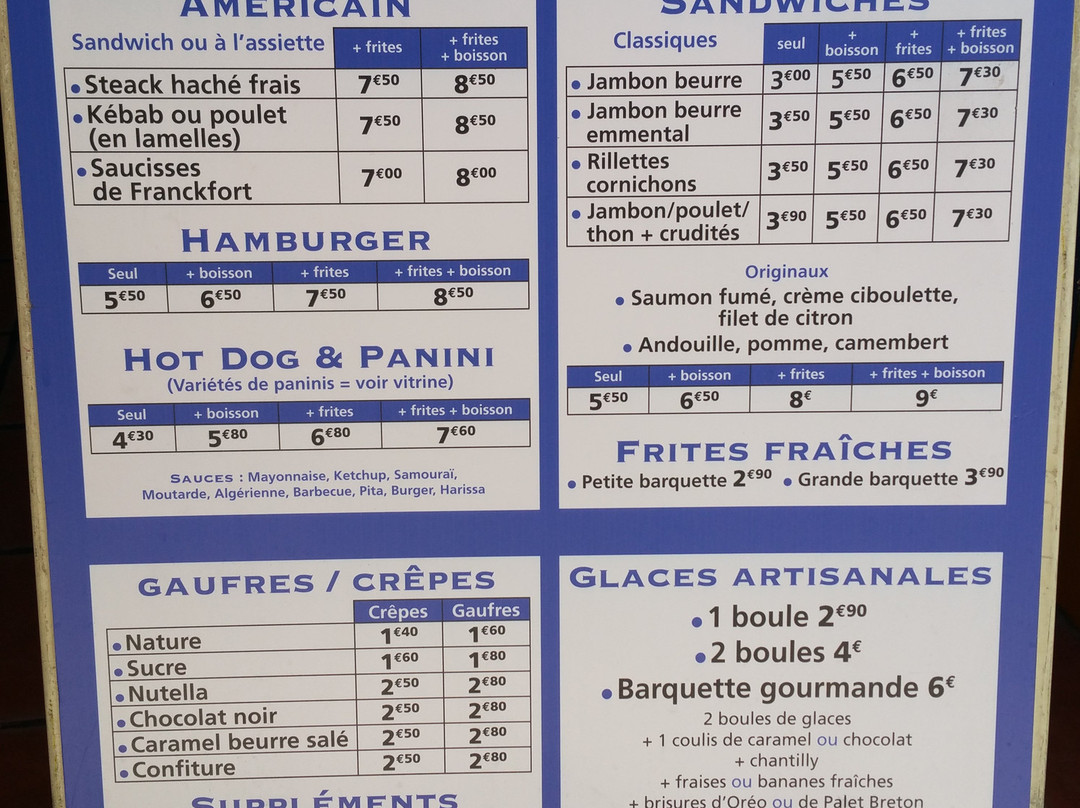 AMÉRICAIN
Sandwich ou à l'assiette + frites + frites + boisson
• Steack haché frais 7€50 8€50
• Kébab ou poulet (en lamelles) 7€50 8€50
• Saucisses de Franckfort 7€00 8€00
HAMBURGER
Seul + boisson + frites + frites + boisson
5€50 6€50 7€50 8€50
HOT DOG & PANINI
(Variétés de paninis = voir vitrine)
Seul + boisson + frites + frites + boisson
4€30 5€80 6€80 7€60
SAUCES : Mayonnaise, Ketchup, Samouraï,
Moutarde, Algérienne, Barbecue, Pita, Burger, Harissa
SANDWICHES
Classiques seul + boisson + frites + frites + boisson
• Jambon beurre 3€00 5€50 6€50 7€30
• Jambon beurre emmental 3€50 5€50 6€50 7€30
• Rillettes cornichons 3€50 5€50 6€50 7€30
• Jambon/poulet/ thon + crudités 3€90 5€50 6€50 7€30
Originaux
• Saumon fumé, crème ciboulette,
filet de citron
• Andouille, pomme, camembert
Seul + boisson + frites + frites + boisson
5€50 6€50 8€ 9€
FRITES FRAÎCHES
• Petite barquette 2€90 • Grande barquette 3€90
GAUFRES / CRÊPES
Crêpes Gaufres
• Nature 1€40 1€60
• Sucre 1€60 1€80
• Nutella 2€50 2€80
• Chocolat noir 2€50 2€80
• Caramel beurre salé 2€50 2€80
• Confiture 2€50 2€80
SUPPLÉMENTS
GLACES ARTISANALES
• 1 boule 2€90
• 2 boules 4€
• Barquette gourmande 6€
2 boules de glaces
+ 1 coulis de caramel ou chocolat
+ chantilly
+ fraises ou bananes fraîches
+ brisures d'Oréo ou de Palet Breton